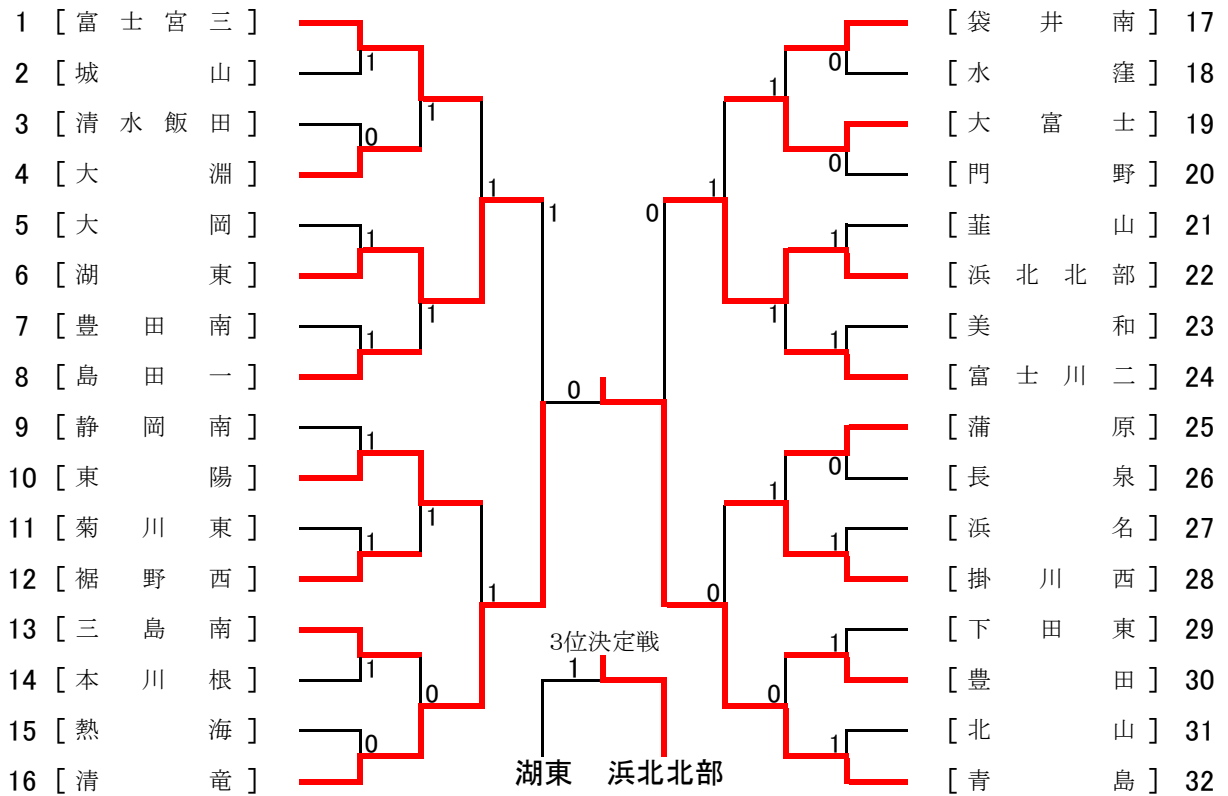 1 [ 富士宮三 ]
1
2 [ 城山 ]
1
3 [ 清水飯田 ]
0
4 [ 大淵 ]
1
5 [ 大岡 ]
1
1
6 [ 湖東 ]
1
7 [ 豊田南 ]
1
8 [ 島田一 ]
9 [ 静岡南 ]
1
10 [ 東陽 ]
1
11 [ 菊川東 ]
1
12 [ 裾野西 ]
1
13 [ 三島南 ]
1
14 [ 本川根 ]
0
15 [ 熱海 ]
0
16 [ 清竜 ]
0
3位決定戦
1
湖東 浜北北部
[ 袋井南 ] 17
0
[ 水窪 ] 18
1
[ 大富士 ] 19
0
[ 門野 ] 20
1
0
[ 韮山 ] 21
1
[ 浜北北部 ] 22
1
[ 美和 ] 23
1
[ 富士川二 ] 24
[ 蒲原 ] 25
0
[ 長泉 ] 26
1
[ 浜名 ] 27
1
[ 掛川西 ] 28
0
[ 下田東 ] 29
1
[ 豊田 ] 30
0
[ 北山 ] 31
1
[ 青島 ] 32